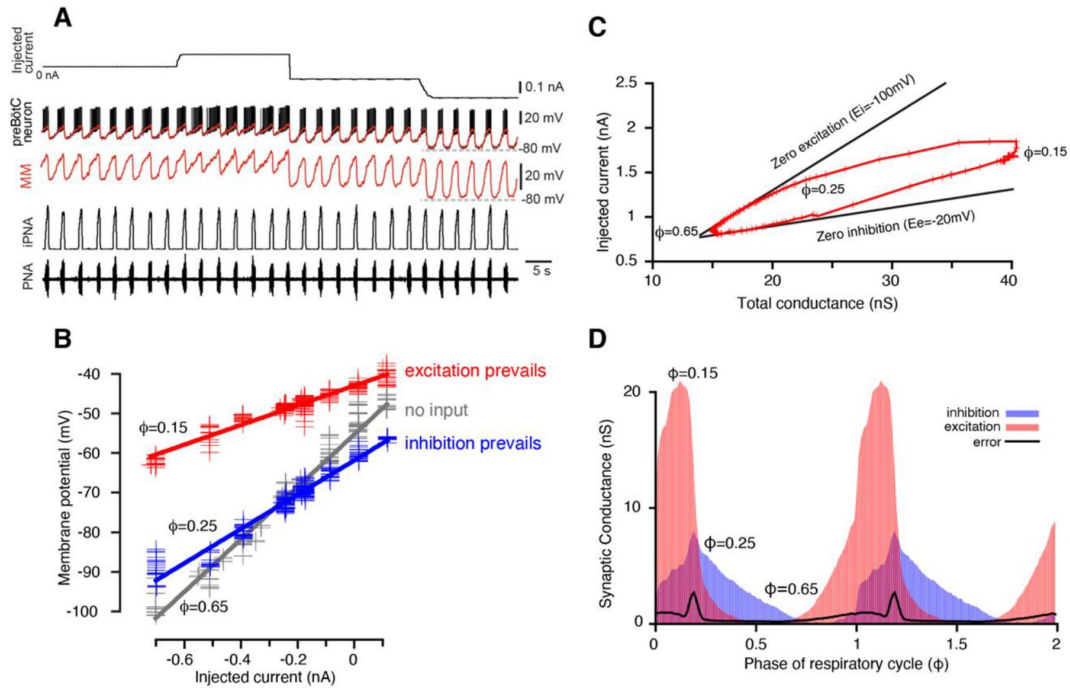 A
Injected
current
0 nA
0.1 nA
preBötC
neuron
20 mV
-80 mV
MM
20 mV
-80 mV
iPNA
PNA
5 s
B
-40
-50
-60
-70
-80
-90
-100
Membrane potential (mV)
ϕ=0.15
ϕ=0.25
ϕ=0.65
excitation prevails
no input
inhibition prevails
-0.6
-0.4
-0.2
0
Injected current (nA)
C
2.5
2
1.5
1
0.5
Injected current (nA)
Zero excitation (Ei=-100mV)
ϕ=0.15
ϕ=0.25
ϕ=0.65
Zero inhibition (Ee=-20mV)
10
20
30
40
Total conductance (nS)
D
20
10
0
Synaptic Conductance (nS)
ϕ=0.15
inhibition
excitation
error
ϕ=0.25
ϕ=0.65
0
0.5
1
1.5
2
Phase of respiratory cycle (ϕ)